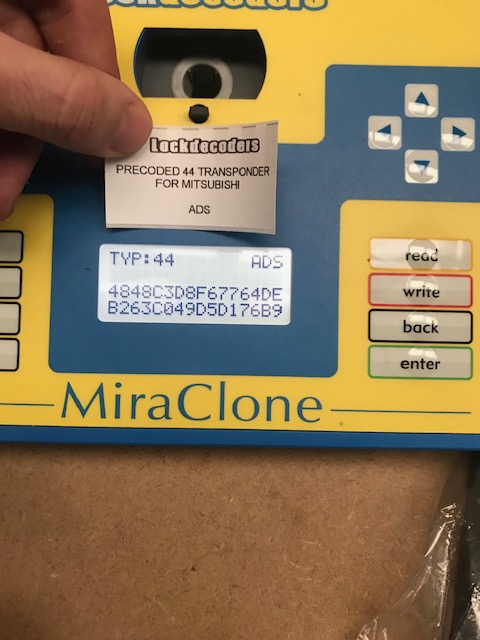 Lockdecoders
PRECODED 44 TRANSPONDER
FOR MITSUBISHI
ADS
TYP:44 ADS
4848C3D8F67764DE
B263C049D5D176B9
read
write
back
enter
MiraClone